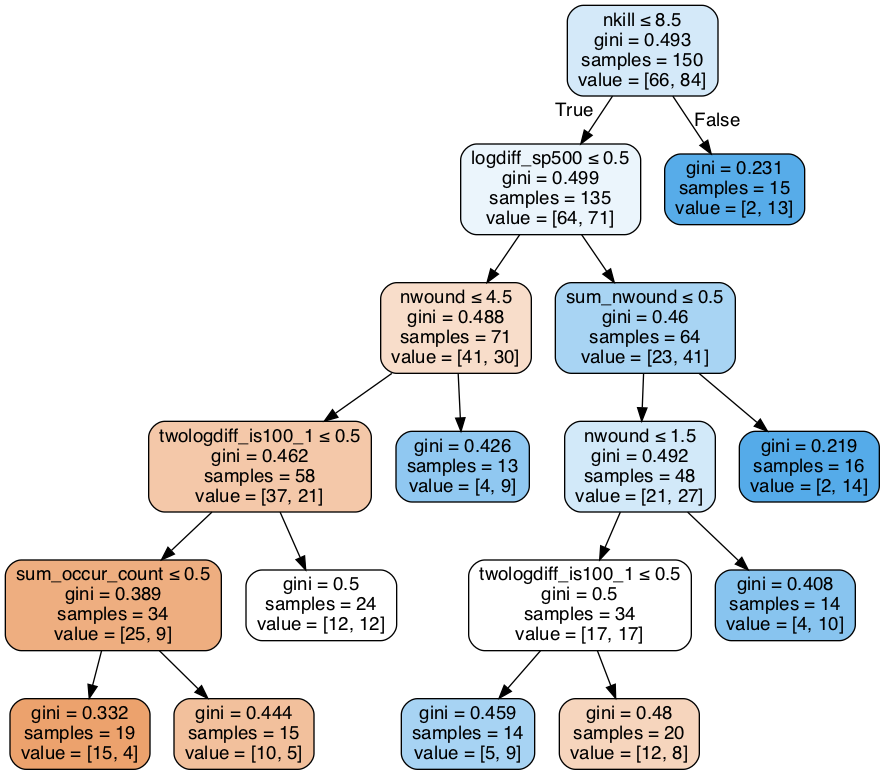 nkill ≤ 8.5
gini = 0.493
samples = 150
value = [66, 84]
True
False
logdiff_sp500 ≤ 0.5
gini = 0.499
samples = 135
value = [64, 71]
gini = 0.231
samples = 15
value = [2, 13]
nwound ≤ 4.5
gini = 0.488
samples = 71
value = [41, 30]
sum_nwound ≤ 0.5
gini = 0.46
samples = 64
value = [23, 41]
twologdiff_is100_1 ≤ 0.5
gini = 0.462
samples = 58
value = [37, 21]
gini = 0.426
samples = 13
value = [4, 9]
nwound ≤ 1.5
gini = 0.492
samples = 48
value = [21, 27]
gini = 0.219
samples = 16
value = [2, 14]
sum_occur_count ≤ 0.5
gini = 0.389
samples = 34
value = [25, 9]
gini = 0.5
samples = 24
value = [12, 12]
twologdiff_is100_1 ≤ 0.5
gini = 0.5
samples = 34
value = [17, 17]
gini = 0.408
samples = 14
value = [4, 10]
gini = 0.332
samples = 19
value = [15, 4]
gini = 0.444
samples = 15
value = [10, 5]
gini = 0.459
samples = 14
value = [5, 9]
gini = 0.48
samples = 20
value = [12, 8]